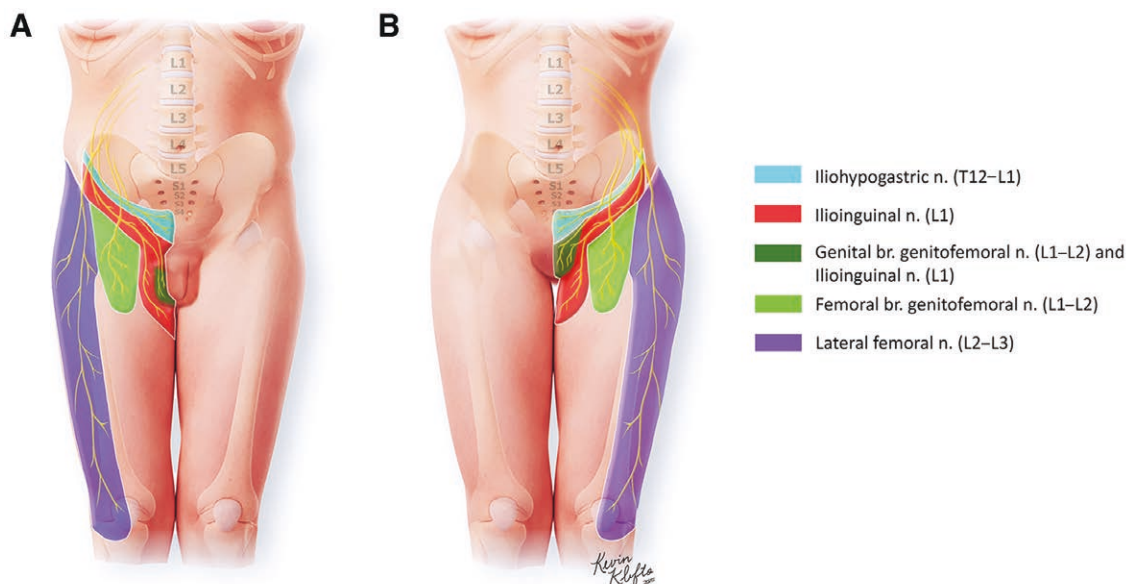 A
B
L1
L2
L3
L4
L5
S1
S2
S3
S4
L1
L2
L3
L4
L5
S1
S2
S3
Iliohypogastric n. (T12–L1)
Ilioinguinal n. (L1)
Genital br. genitofemoral n. (L1–L2) and
Ilioinguinal n. (L1)
Femoral br. genitofemoral n. (L1–L2)
Lateral femoral n. (L2–L3)
Kevin